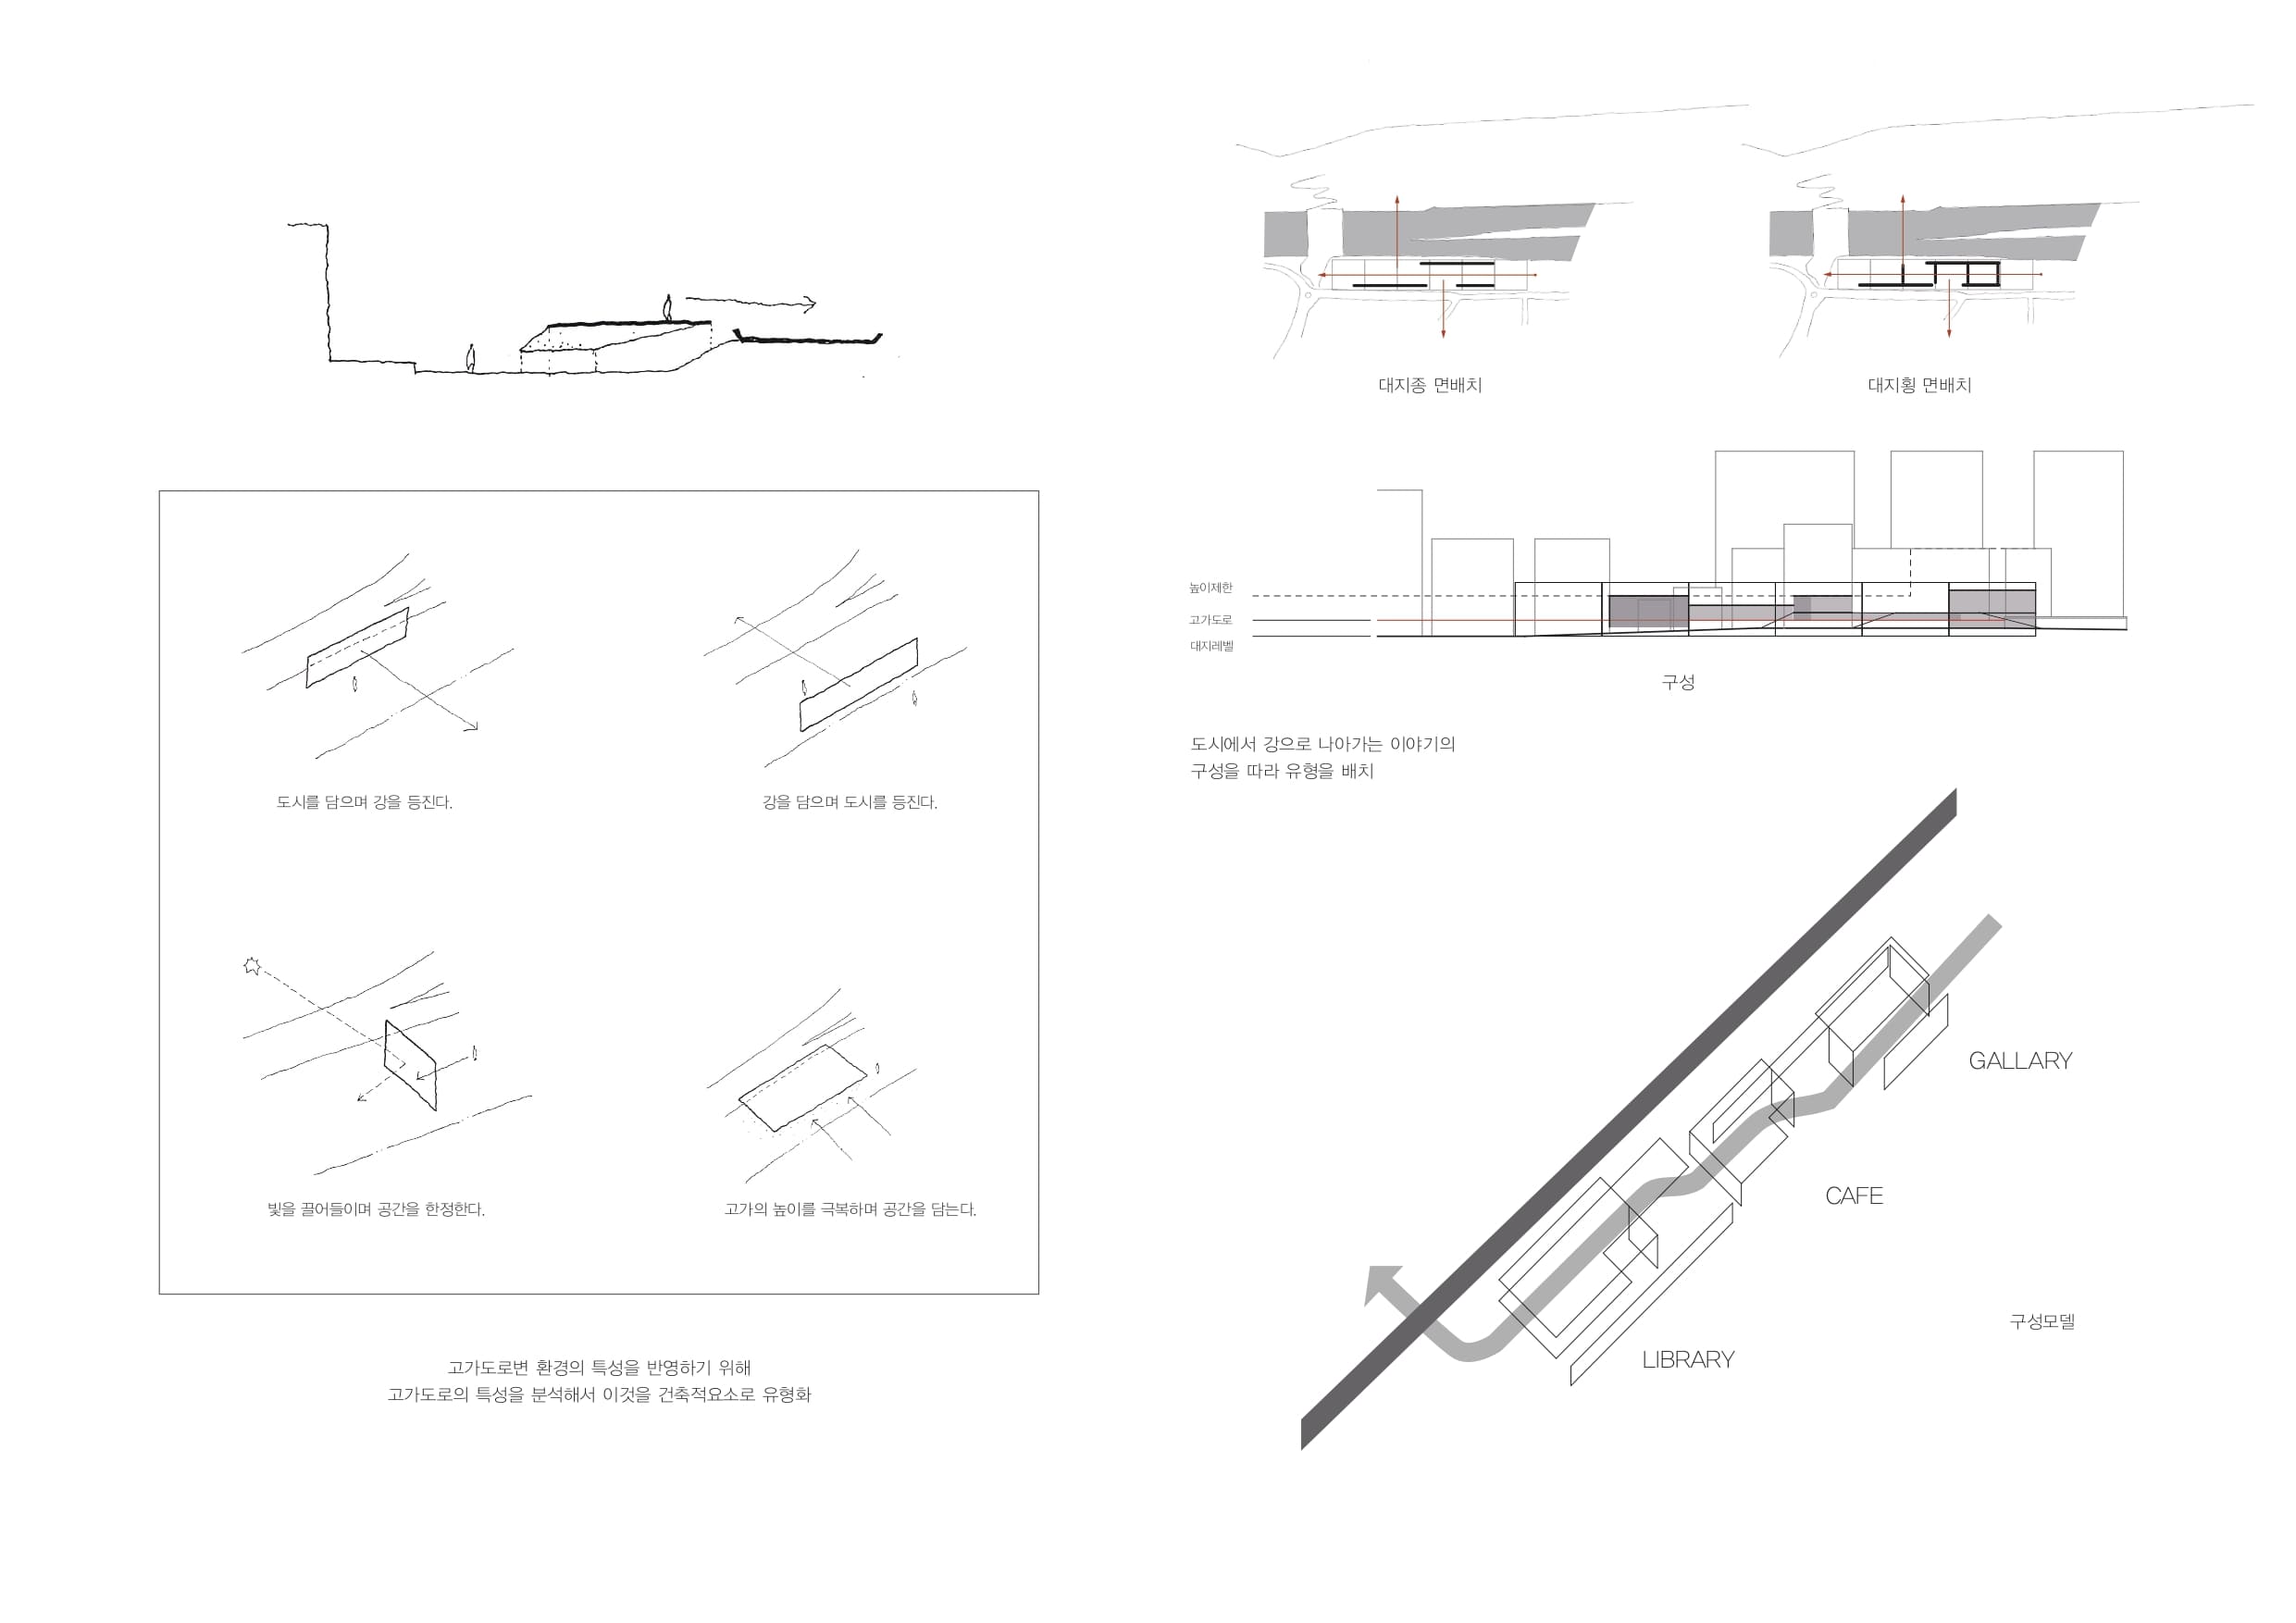 도시를 담으며 강을 등진다.
강을 담으며 도시를 등진다.
빛을 끌어들이며 공간을 한정한다.
고가의 높이를 극복하며 공간을 담는다.
고가도로변 환경의 특성을 반영하기 위해
고가도로의 특성을 분석해서 이것을 건축적요소로 유형화
대지종 면배치
대지횡 면배치
높이제한
고가도로
대지레벨
구성
도시에서 강으로 나아가는 이야기의
구성을 따라 유형을 배치
GALLARY
CAFE
LIBRARY
구성모델